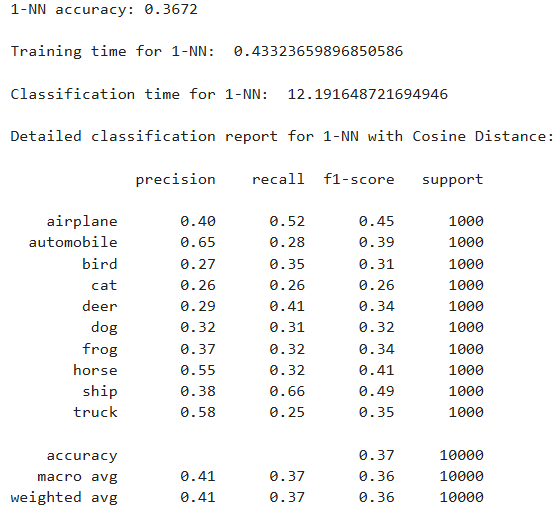 1-NN accuracy: 0.3672
Training time for 1-NN:  0.43323659896850586
Classification time for 1-NN:  12.191648721694946
Detailed classification report for 1-NN with Cosine Distance:
              precision    recall  f1-score   support
    airplane       0.40      0.52      0.45      1000
  automobile       0.65      0.28      0.39      1000
        bird       0.27      0.35      0.31      1000
         cat       0.26      0.26      0.26      1000
        deer       0.29      0.41      0.34      1000
         dog       0.32      0.31      0.32      1000
        frog       0.37      0.32      0.34      1000
       horse       0.55      0.32      0.41      1000
        ship       0.38      0.66      0.49      1000
       truck       0.58      0.25      0.35      1000
    accuracy                           0.37     10000
   macro avg       0.41      0.37      0.36     10000
weighted avg       0.41      0.37      0.36     10000